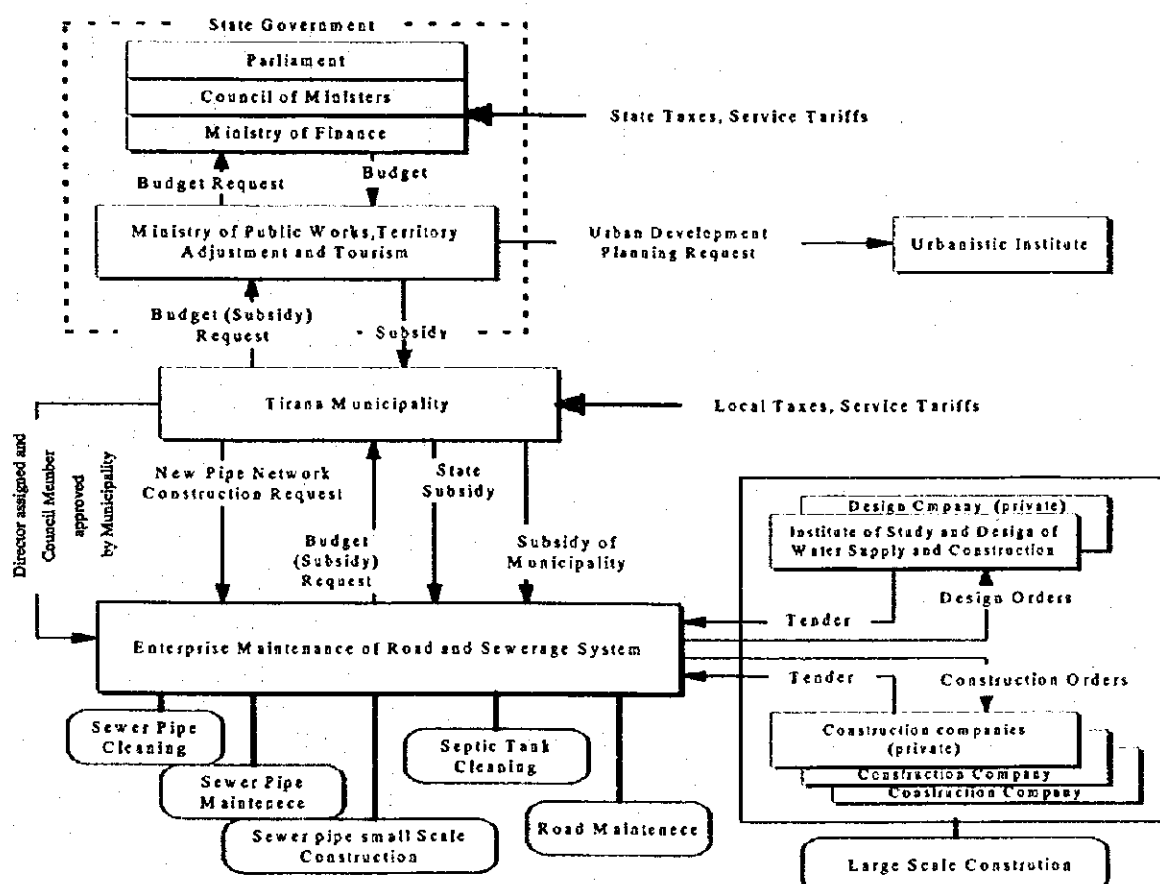 State Government
Parliament
Council of Ministers
Ministry of Finance
State Taxes, Service Tariffs
Budget Request
Budget
Ministry of Public Works,Territory
Adjustment and Tourism
Urban Development
Planning Request
Urbanistic Institute
Budget (Subsidy)
Request
Subsidy
Tirana Municipality
Local Taxes, Service Tariffs
Director assigned and
Council Member
approved
by Municipality
New Pipe Network
Construction Request
State
Subsidy
Budget
(Subsidy)
Request
Subsidy of
Municipality
Design Cmpany (private)
Institute of Study and Design of
Water Supply and Construction
Design Orders
Tender
Enterprise Maintenance of Road and Sewerage System
Tender
Construction Orders
Construction companies
(private)
Construction Company
Construction Company
Sewer Pipe
Cleaning
Sewer Pipe
Maintenece
Sewer pipe small Scale
Construction
Septic Tank
Cleaning
Road Maintenece
Large Scale Constrution